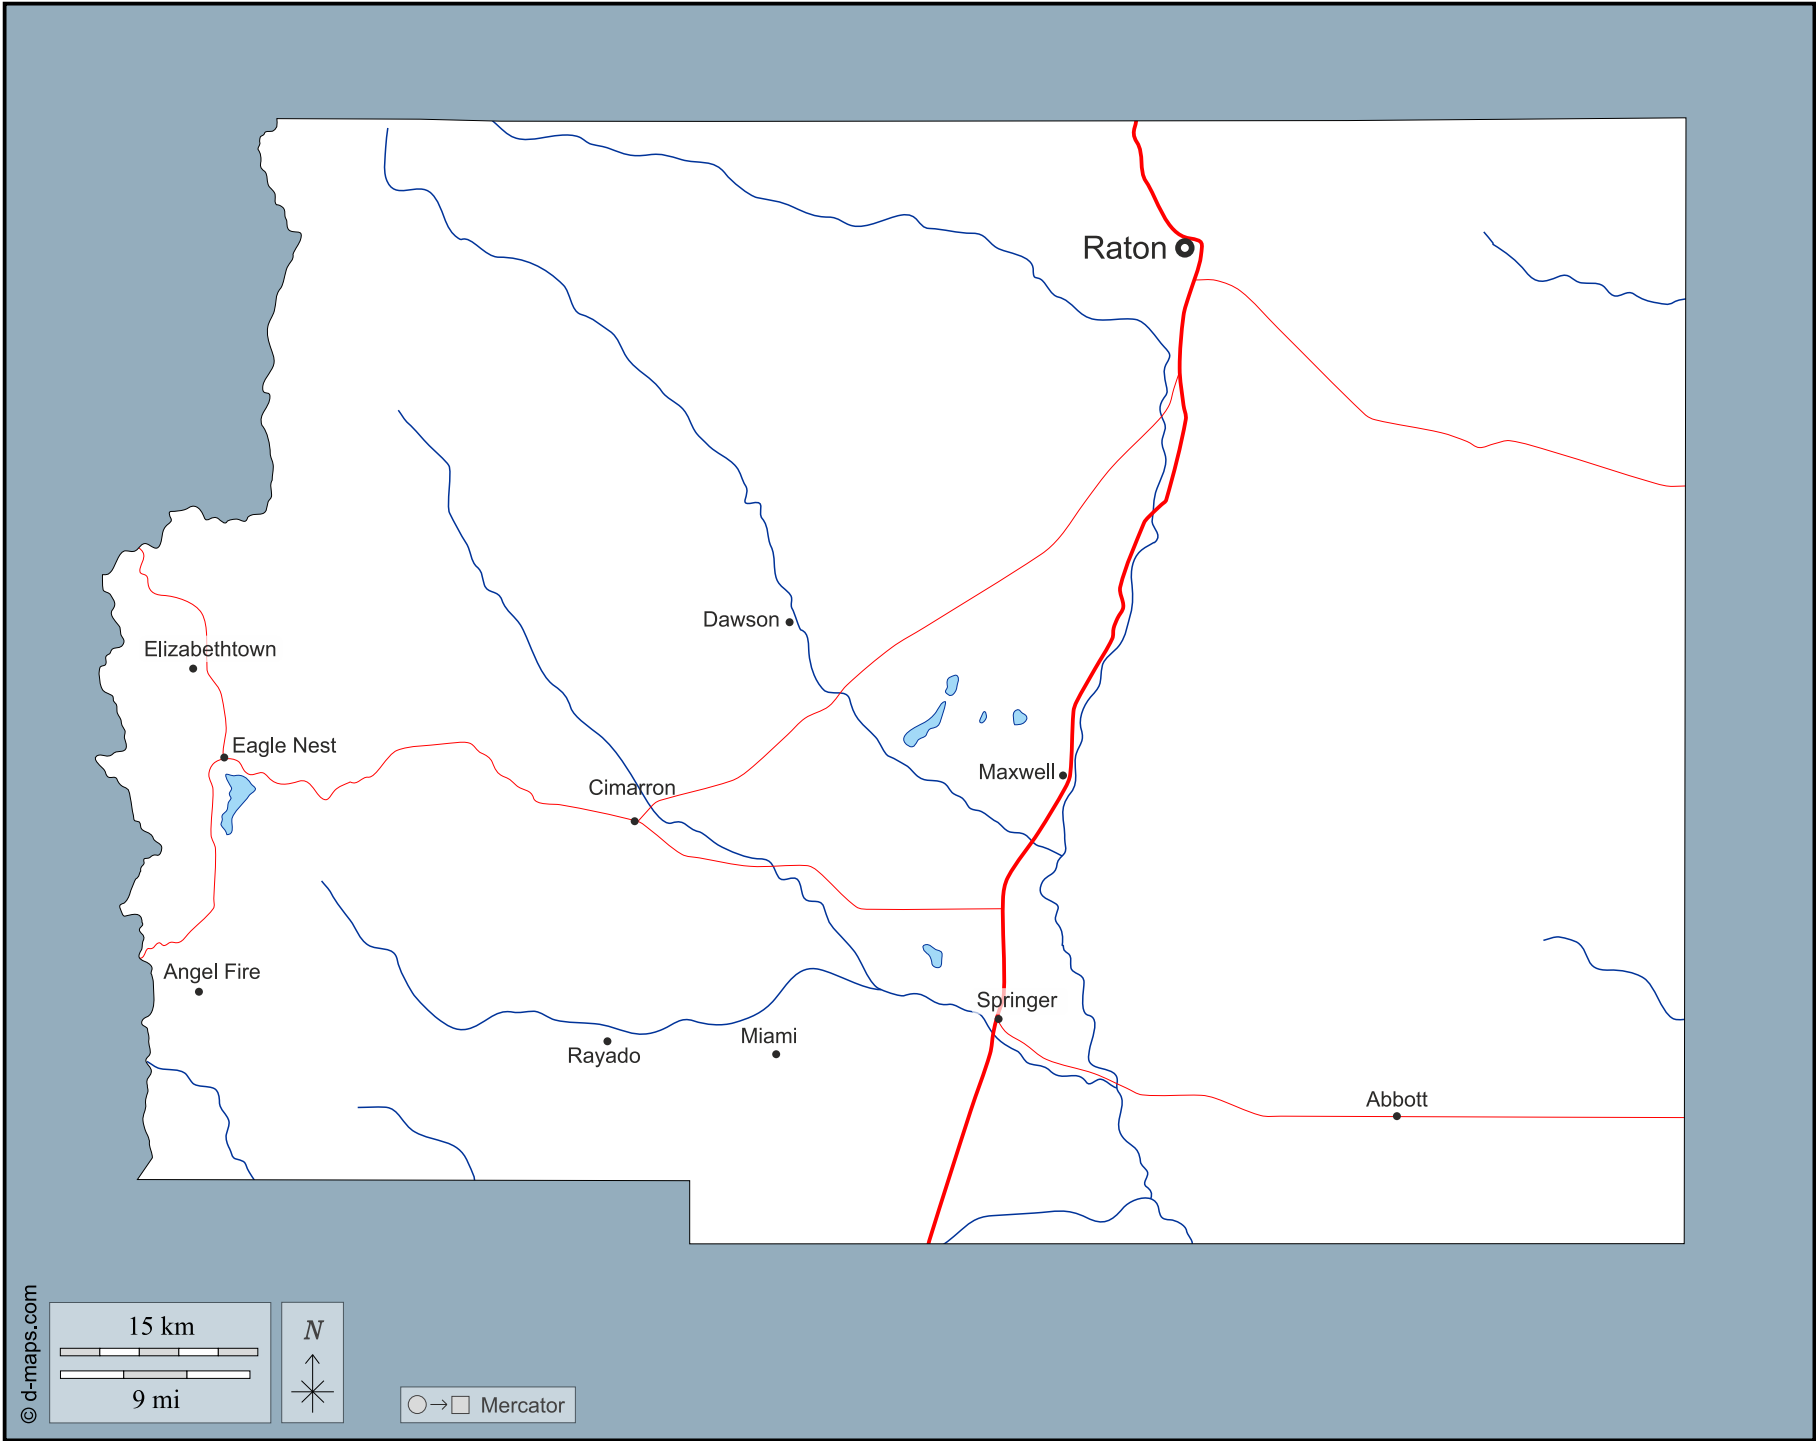 Raton
Dawson
Elizabethtown
Eagle Nest
Maxwell
Cimarron
Angel Fire
Springer
Miami
Rayado
Abbott
© d-maps.com
15 km
9 mi
N
Mercator